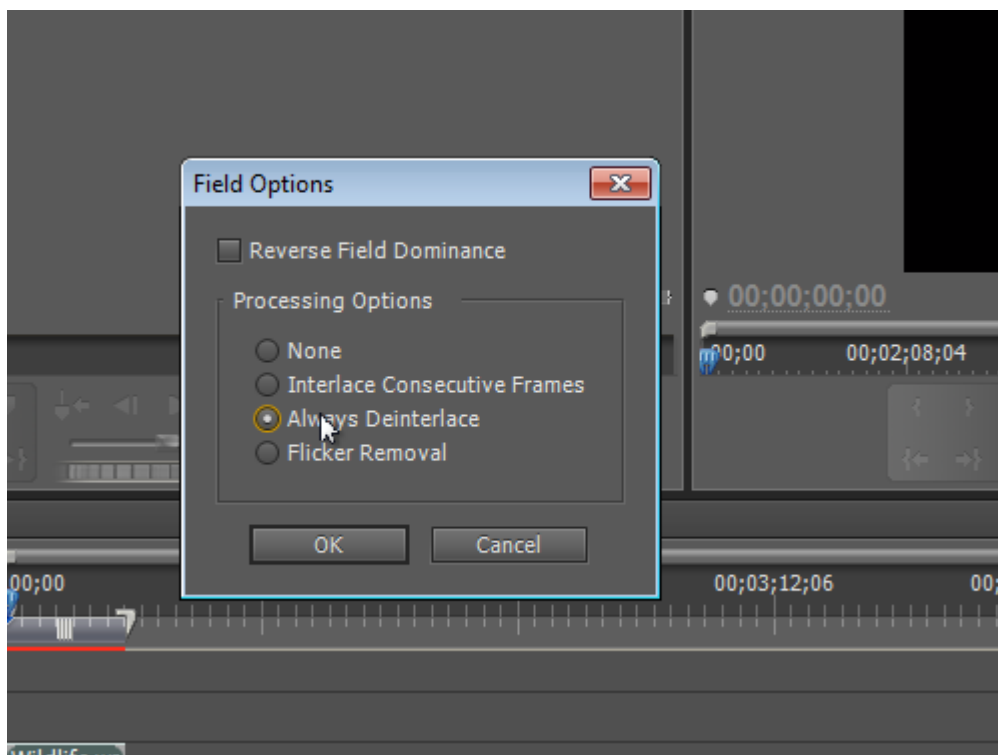 Field Options
Reverse Field Dominance
Processing Options
None
Interlace Consecutive Frames
Always Deinterlace
Flicker Removal
OK
Cancel
00;00;00;00
00;00
00;02;08;04
00;00
00;03;12;06
00;